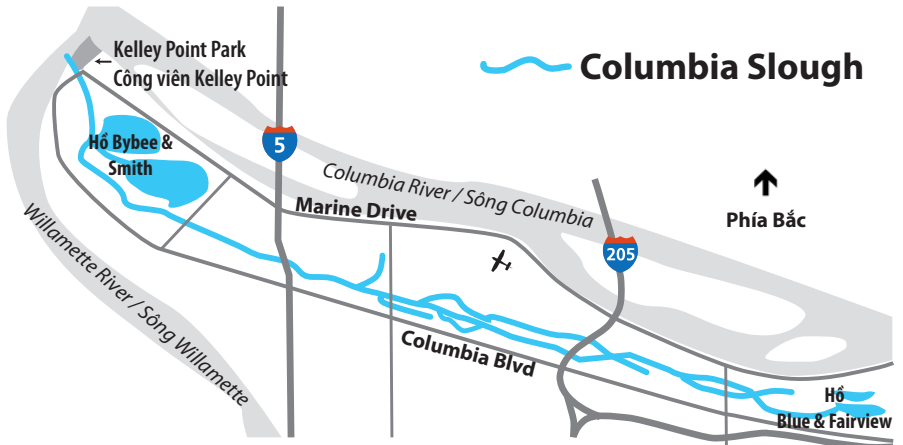 Kelley Point Park
Công viên Kelley Point
Columbia Slough
Hồ Bybee &
Smith
5
Columbia River / Sông Columbia
Phía Bắc
Marine Drive
205
Willamette River / Sông Willamette
Columbia Blvd
Hồ
Blue & Fairview